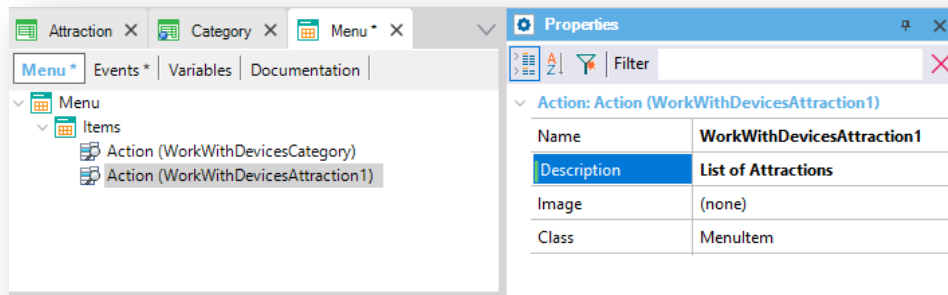 Attraction
Category
Menu *
Menu * Events * Variables Documentation
Menu
Items
Action (WorkWithDevicesCategory)
Action (WorkWithDevicesAttraction1)
Properties
Filter
Action: Action (WorkWithDevicesAttraction1)
Name WorkWithDevicesAttraction1
Description List of Attractions
Image (none)
Class MenuItem